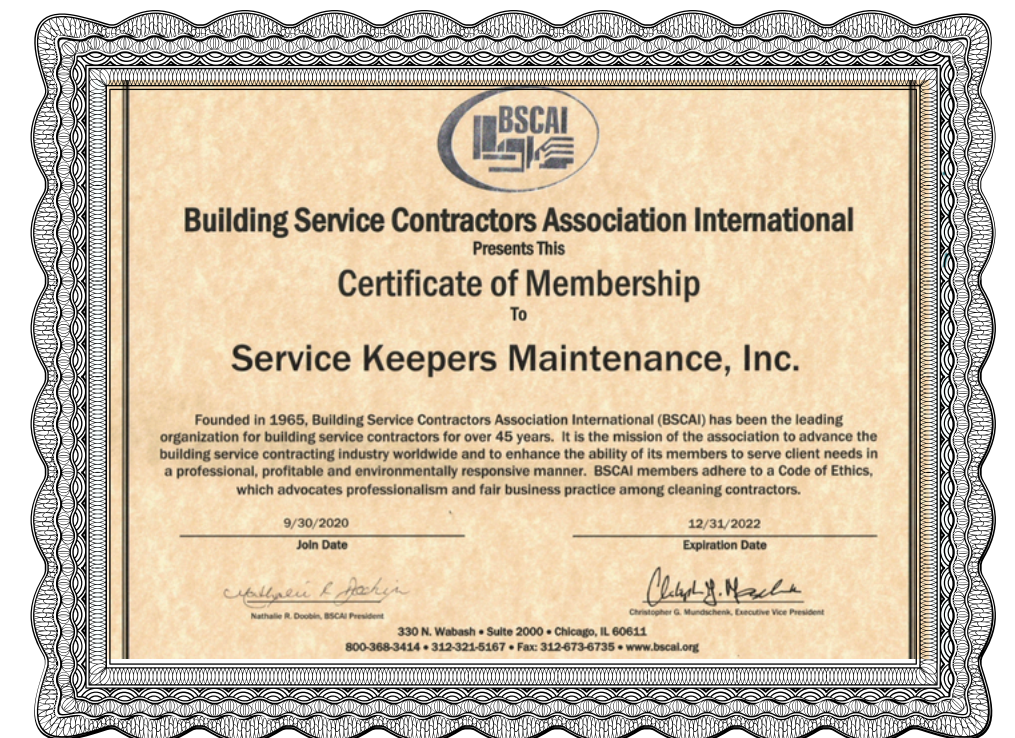 BSCAI
Building Service Contractors Association International
Presents This
Certificate of Membership
To
Service Keepers Maintenance, Inc.
Founded in 1965, Building Service Contractors Association International (BSCAI) has been the leading
organization for building service contractors for over 45 years. It is the mission of the association to advance the
building service contracting industry worldwide and to enhance the ability of its members to serve client needs in
a professional, profitable and environmentally responsive manner. BSCAI members adhere to a Code of Ethics,
which advocates professionalism and fair business practice among cleaning contractors.
9/30/2020
12/31/2022
Join Date
Expiration Date
Nathalie R. Doobin, BSCAI President
Christopher G. Mundschenk, Executive Vice President
330 N. Wabash • Suite 2000 • Chicago, IL 60611
800-368-3414 • 312-321-5167 • Fax: 312-673-6735 • www.bscai.org